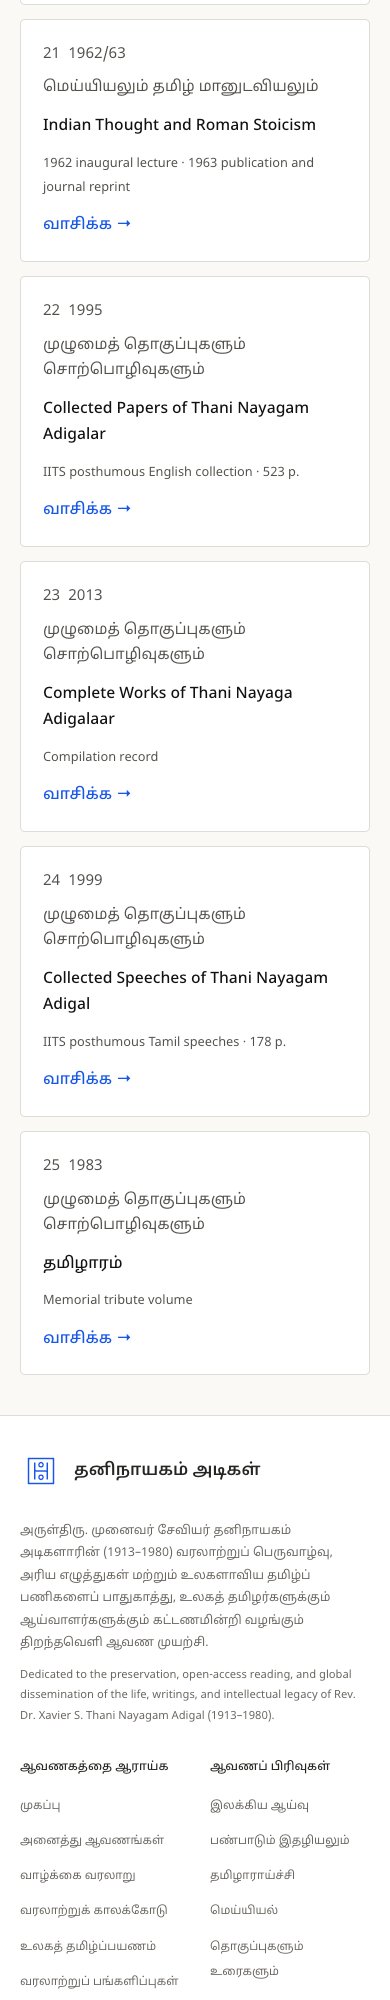 21 1962/63
மெய்யியலும் தமிழ் மானுடவியலும்
Indian Thought and Roman Stoicism
1962 inaugural lecture · 1963 publication and
journal reprint
வாசிக்க →
22 1995
முழுமைத் தொகுப்புகளும்
சொற்பொழிவுகளும்
Collected Papers of Thani Nayagam
Adigalar
IITS posthumous English collection · 523 p.
வாசிக்க →
23 2013
முழுமைத் தொகுப்புகளும்
சொற்பொழிவுகளும்
Complete Works of Thani Nayaga
Adigalaar
Compilation record
வாசிக்க →
24 1999
முழுமைத் தொகுப்புகளும்
சொற்பொழிவுகளும்
Collected Speeches of Thani Nayagam
Adigal
IITS posthumous Tamil speeches · 178 p.
வாசிக்க →
25 1983
முழுமைத் தொகுப்புகளும்
சொற்பொழிவுகளும்
தமிழாரம்
Memorial tribute volume
வாசிக்க →
தனிநாயகம் அடிகள்
அருள்திரு. முனைவர் சேவியர் தனிநாயகம்
அடிகளாரின் (1913–1980) வரலாற்றுப் பெருவாழ்வு,
அரிய எழுத்துகள் மற்றும் உலகளாவிய தமிழ்ப்
பணிகளைப் பாதுகாத்து, உலகத் தமிழர்களுக்கும்
ஆய்வாளர்களுக்கும் கட்டணமின்றி வழங்கும்
திறந்தவெளி ஆவண முயற்சி.
Dedicated to the preservation, open-access reading, and global
dissemination of the life, writings, and intellectual legacy of Rev.
Dr. Xavier S. Thani Nayagam Adigal (1913–1980).
ஆவணகத்தை ஆராய்க
முகப்பு
அனைத்து ஆவணங்கள்
வாழ்க்கை வரலாறு
வரலாற்றுக் காலக்கோடு
உலகத் தமிழ்ப்பயணம்
வரலாற்றுப் பங்களிப்புகள்
ஆவணப் பிரிவுகள்
இலக்கிய ஆய்வு
பண்பாடும் இதழியலும்
தமிழாராய்ச்சி
மெய்யியல்
தொகுப்புகளும்
உரைகளும்